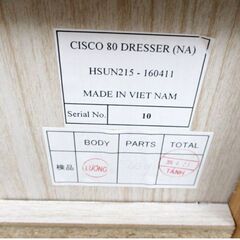 CISCO 80 DRESSER (NA)
HSUN215 - 160411
MADE IN VIET NAM
Serial No. 10
BODY PARTS TOTAL
検品 LUONG TANH